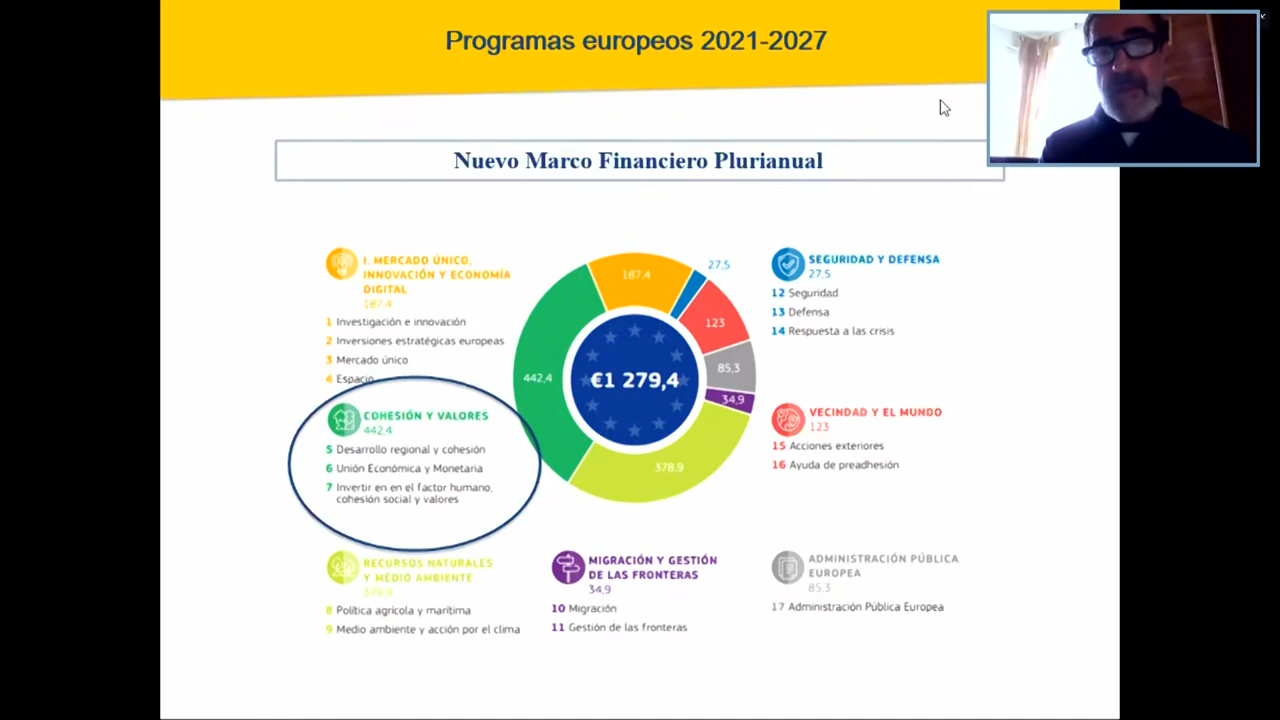 Programas europeos 2021-2027
Nuevo Marco Financiero Plurianual
I. MERCADO ÚNICO,
INNOVACIÓN Y ECONOMÍA
DIGITAL
187.4
1 Investigación e innovación
2 Inversiones estratégicas europeas
3 Mercado único
4 Espacio
COHESIÓN Y VALORES
442,4
5 Desarrollo regional y cohesión
6 Unión Económica y Monetaria
7 Invertir en en el factor humano,
cohesión social y valores
RECURSOS NATURALES
Y MEDIO AMBIENTE
378.9
8 Política agrícola y marítima
9 Medio ambiente y acción por el clima
187.4
27,5
123
85,3
34,9
378,9
442,4
€1 279,4
MIGRACIÓN Y GESTIÓN
DE LAS FRONTERAS
34,9
10 Migración
11 Gestión de las fronteras
SEGURIDAD Y DEFENSA
27,5
12 Seguridad
13 Defensa
14 Respuesta a las crisis
VECINDAD Y EL MUNDO
123
15 Acciones exteriores
16 Ayuda de preadhesión
ADMINISTRACIÓN PÚBLICA
EUROPEA
85.3
17 Administración Pública Europea